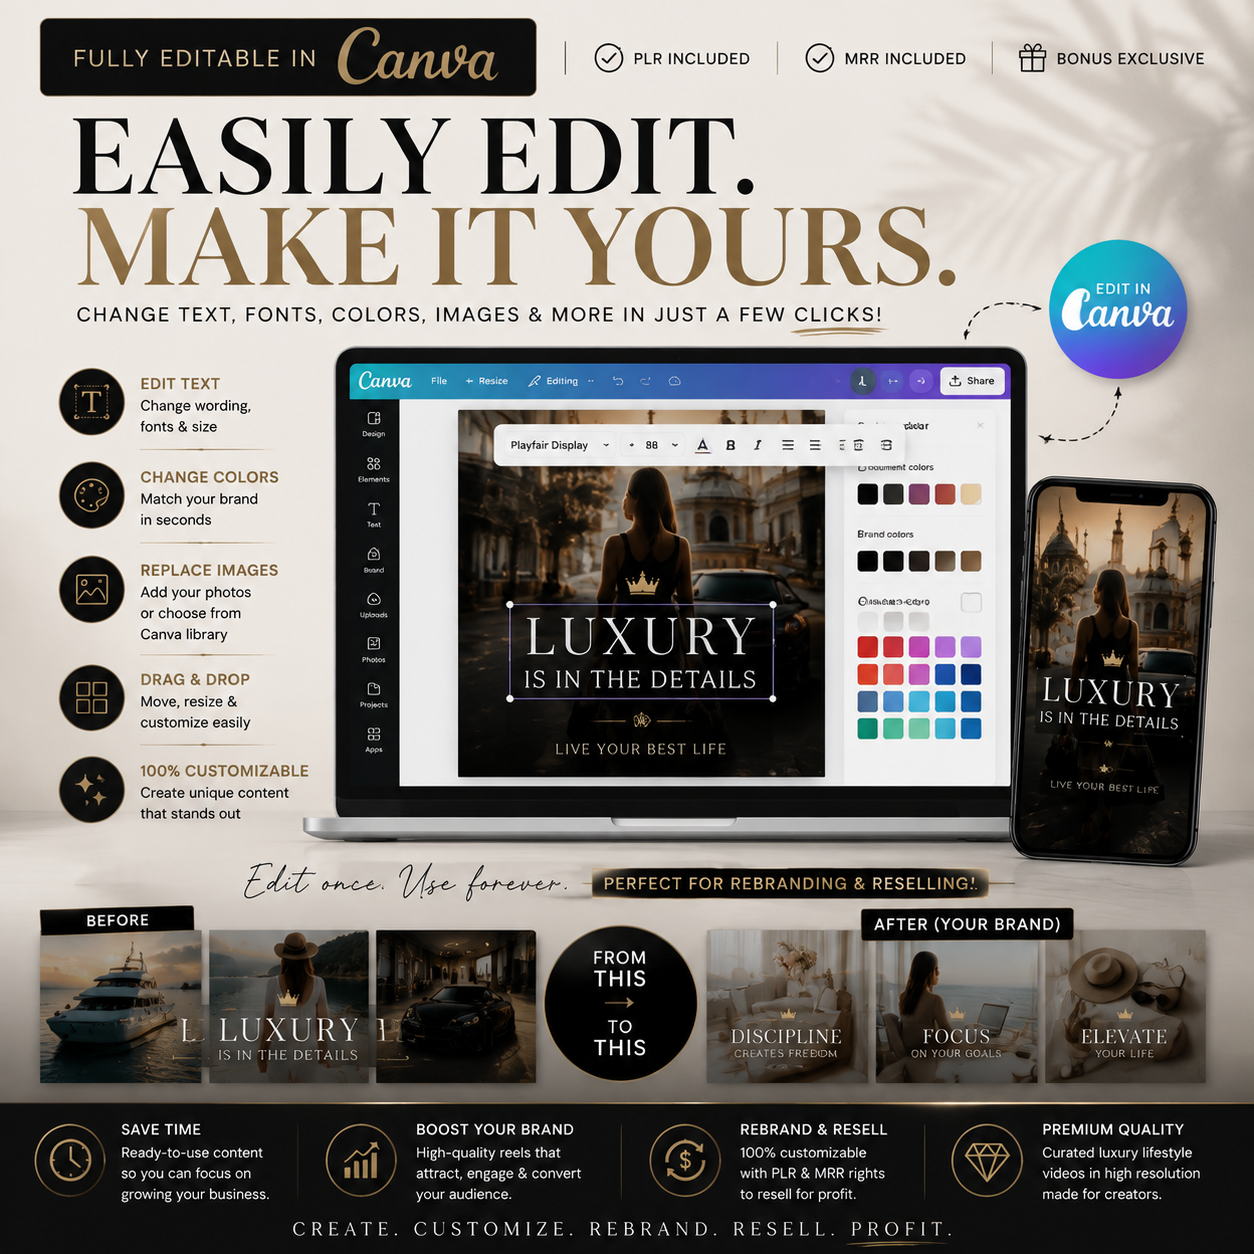 FULLY EDITABLE IN Canva
PLR INCLUDED
MRR INCLUDED
BONUS EXCLUSIVE
EASILY EDIT.
MAKE IT YOURS.
CHANGE TEXT, FONTS, COLORS, IMAGES & MORE IN JUST A FEW CLICKS!
EDIT IN
Canva
EDIT TEXT
Change wording,
fonts & size
CHANGE COLORS
Match your brand
in seconds
REPLACE IMAGES
Add your photos
or choose from
Canva library
DRAG & DROP
Move, resize &
customize easily
100% CUSTOMIZABLE
Create unique content
that stands out
Canva
File
Resize
Editing
Share
Design
Elements
Text
Brand
Uploads
Photos
Projects
Apps
Playfair Display
88
A B I
colors
Brand colors
LUXURY
IS IN THE DETAILS
LIVE YOUR BEST LIFE
LUXURY
IS IN THE DETAILS
LIVE YOUR BEST LIFE
Edit once. Use forever.
PERFECT FOR REBRANDING & RESELLING!
BEFORE
LUXURY
IS IN THE DETAILS
FROM
THIS
TO
THIS
AFTER (YOUR BRAND)
DISCIPLINE
CREATES FREEDOM
FOCUS
ON YOUR GOALS
ELEVATE
YOUR LIFE
SAVE TIME
Ready-to-use content
so you can focus on
growing your business.
BOOST YOUR BRAND
High-quality reels that
attract, engage & convert
your audience.
REBRAND & RESELL
100% customizable
with PLR & MRR rights
to resell for profit.
PREMIUM QUALITY
Curated luxury lifestyle
videos in high resolution
made for creators.
CREATE. CUSTOMIZE. REBRAND. RESELL. PROFIT.